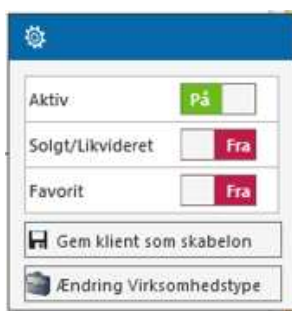 Aktiv På
Solgt/Likvideret Fra
Favorit Fra
Gem klient som skabelon
Ændring Virksomhedstype